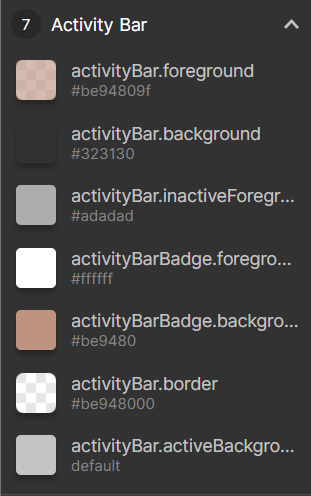 7 Activity Bar
activityBar.foreground
#be94809f
activityBar.background
#323130
activityBar.inactiveForegr...
#adadad
activityBarBadge.foregro...
#ffffff
activityBarBadge.backgro...
#be9480
activityBar.border
#be948000
activityBar.activeBackgro...
default